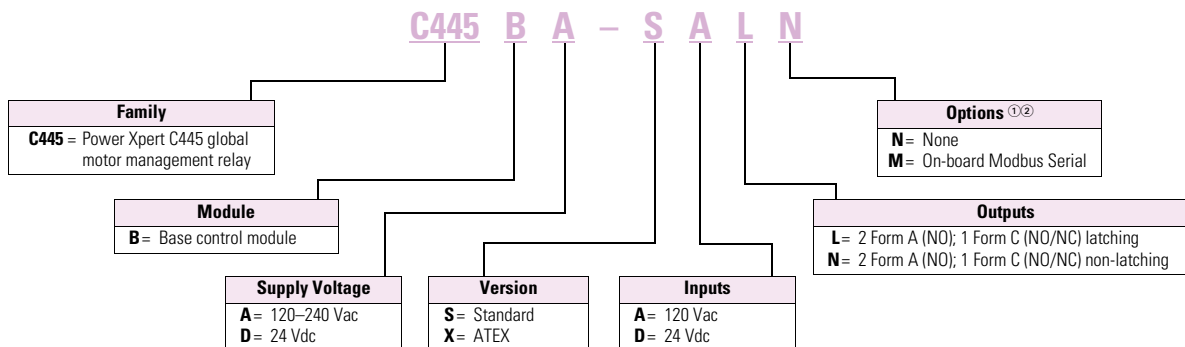 C445 B A – S A L N
Family
C445 = Power Xpert C445 global
motor management relay
Options ①②
N = None
M = On-board Modbus Serial
Module
B = Base control module
Outputs
L = 2 Form A (NO); 1 Form C (NO/NC) latching
N = 2 Form A (NO); 1 Form C (NO/NC) non-latching
Supply Voltage
A = 120–240 Vac
D = 24 Vdc
Version
S = Standard
X = ATEX
Inputs
A = 120 Vac
D = 24 Vdc